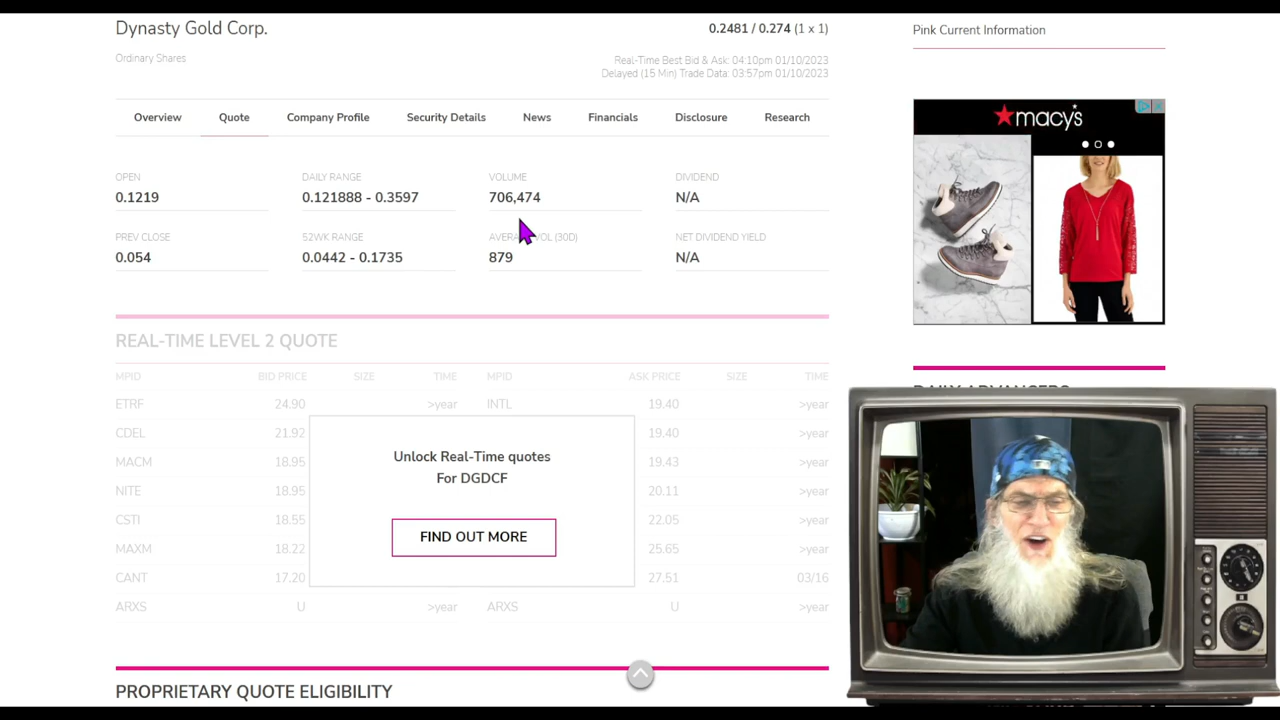 Dynasty Gold Corp.
0.2481 / 0.274 (1 x 1)
Ordinary Shares
Real-Time Best Bid & Ask: 04:10pm 01/10/2023
Delayed (15 Min) Trade Data: 03:57pm 01/10/2023
Pink Current Information
Overview Quote Company Profile Security Details News Financials Disclosure Research
macy's
OPEN DAILY RANGE VOLUME DIVIDEND
0.1219 0.121888 - 0.3597 706,474 N/A
PREV CLOSE 52WK RANGE AVERAGE VOL (30D) NET DIVIDEND YIELD
0.054 0.0442 - 0.1735 879 N/A
REAL-TIME LEVEL 2 QUOTE
MPID BID PRICE SIZE TIME MPID ASK PRICE SIZE TIME
ETRF 24.90 >year INTL 19.40 >year
CDEL 21.92 19.40 >year
MACM 18.95 19.43 >year
NITE 18.95 20.11 >year
CSTI 18.55 22.05 >year
MAXM 18.22 25.65 >year
CANT 17.20 27.51 03/16
ARXS U >year ARXS U >year
Unlock Real-Time quotes
For DGDCF
FIND OUT MORE
DAILY ADVANCERS
PROPRIETARY QUOTE ELIGIBILITY